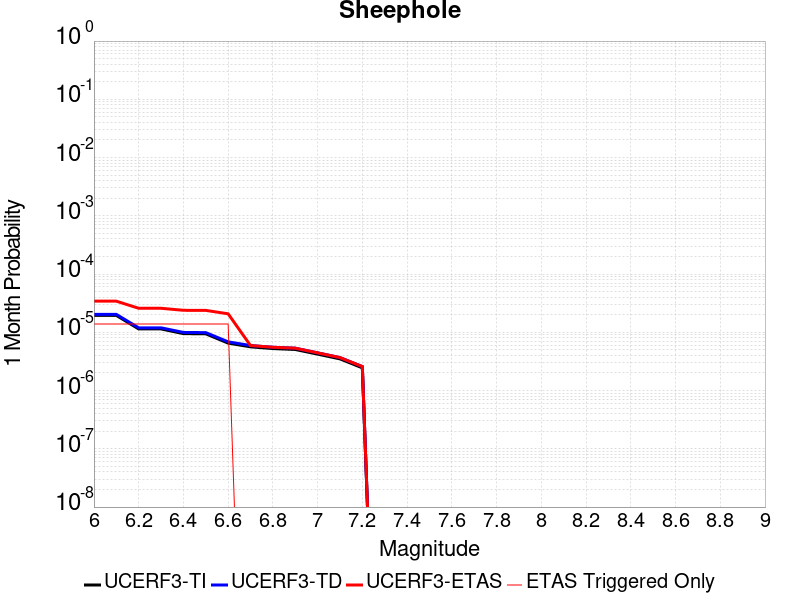 Sheephole
10^0
10^-1
10^-2
10^-3
10^-4
10^-5
10^-6
10^-7
10^-8
1 Month Probability
6 6.2 6.4 6.6 6.8 7 7.2 7.4 7.6 7.8 8 8.2 8.4 8.6 8.8 9
Magnitude
UCERF3-TI UCERF3-TD UCERF3-ETAS ETAS Triggered Only